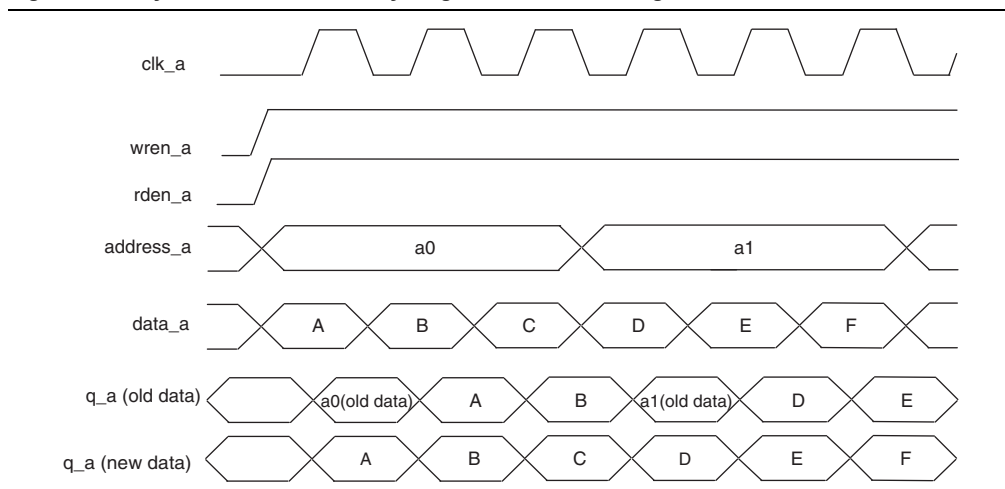 clk_a
wren_a
rden_a
address_a a0 a1
data_a A B C D E F
q_a (old data) a0(old data) A B a1(old data) D E
q_a (new data) A B C D E F